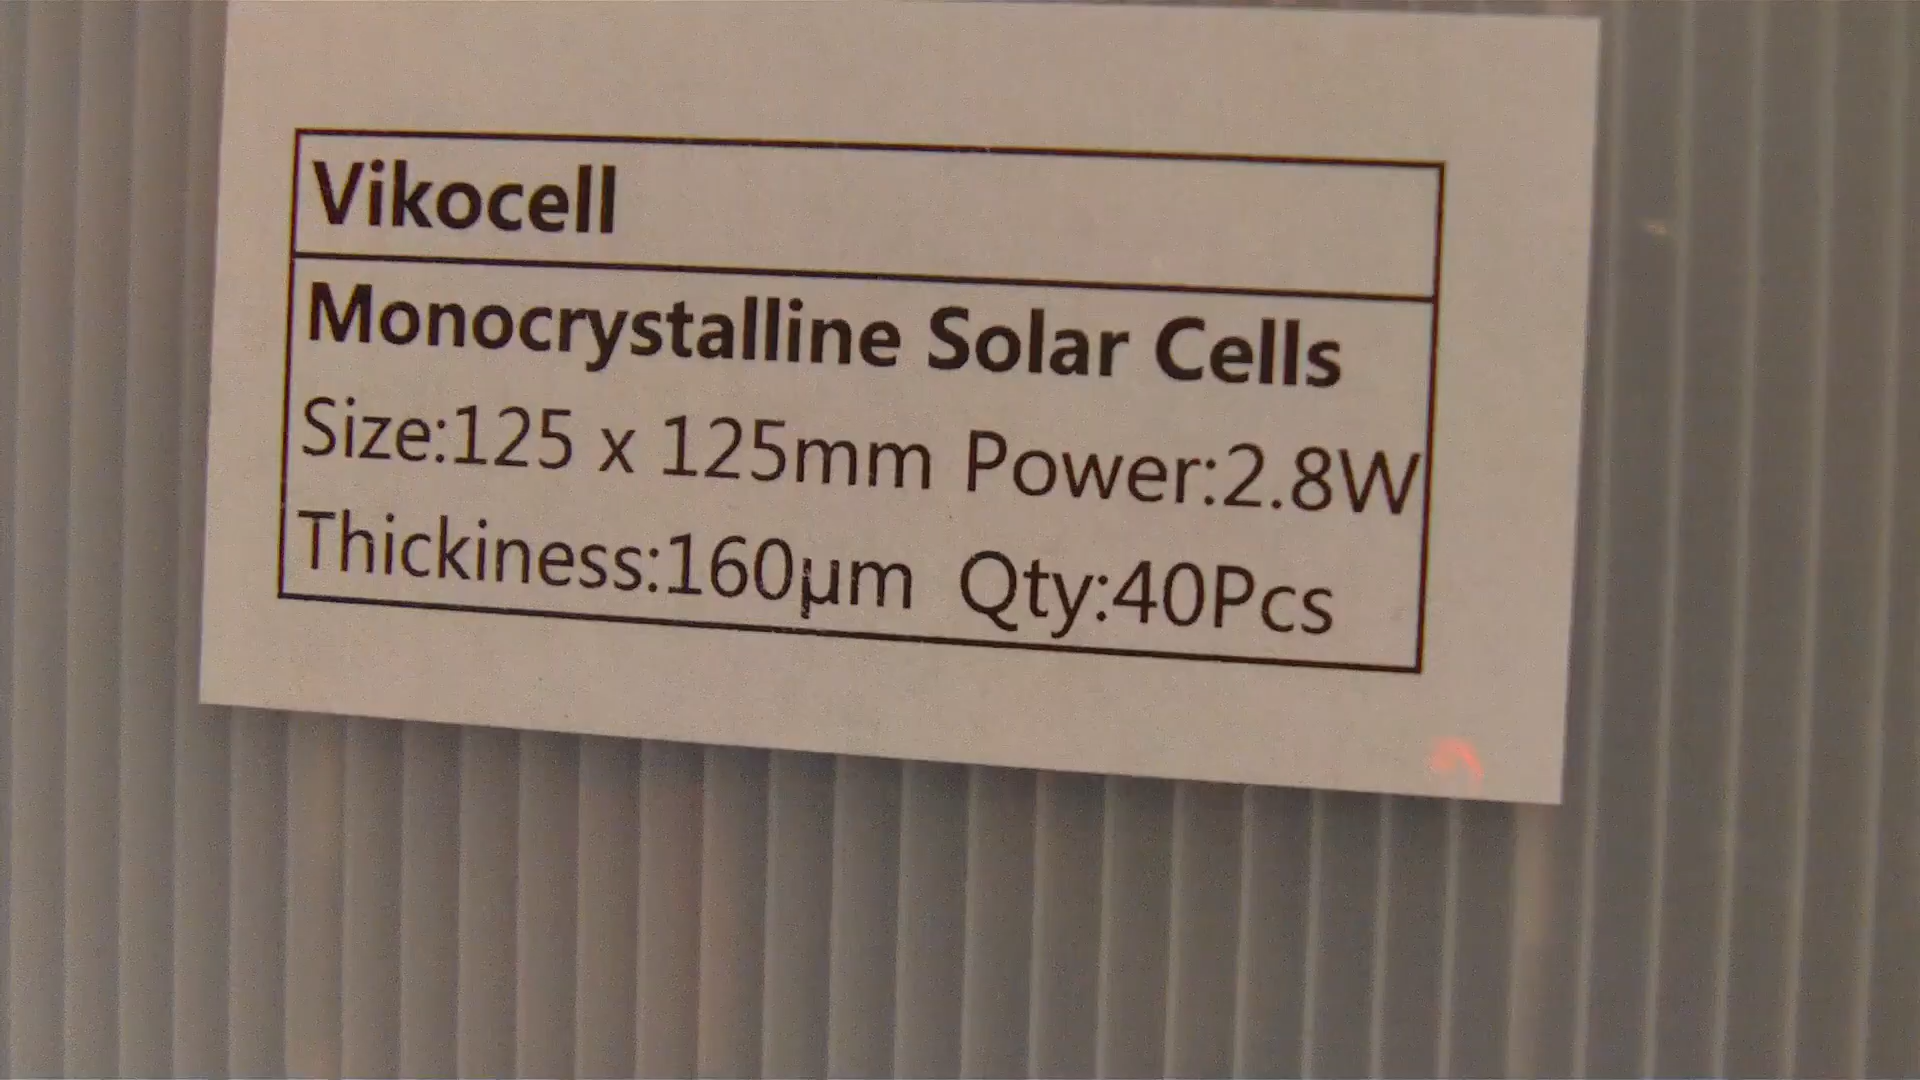 Vikocell
Monocrystalline Solar Cells
Size:125 x 125mm Power:2.8W
Thickiness:160μm Qty:40Pcs